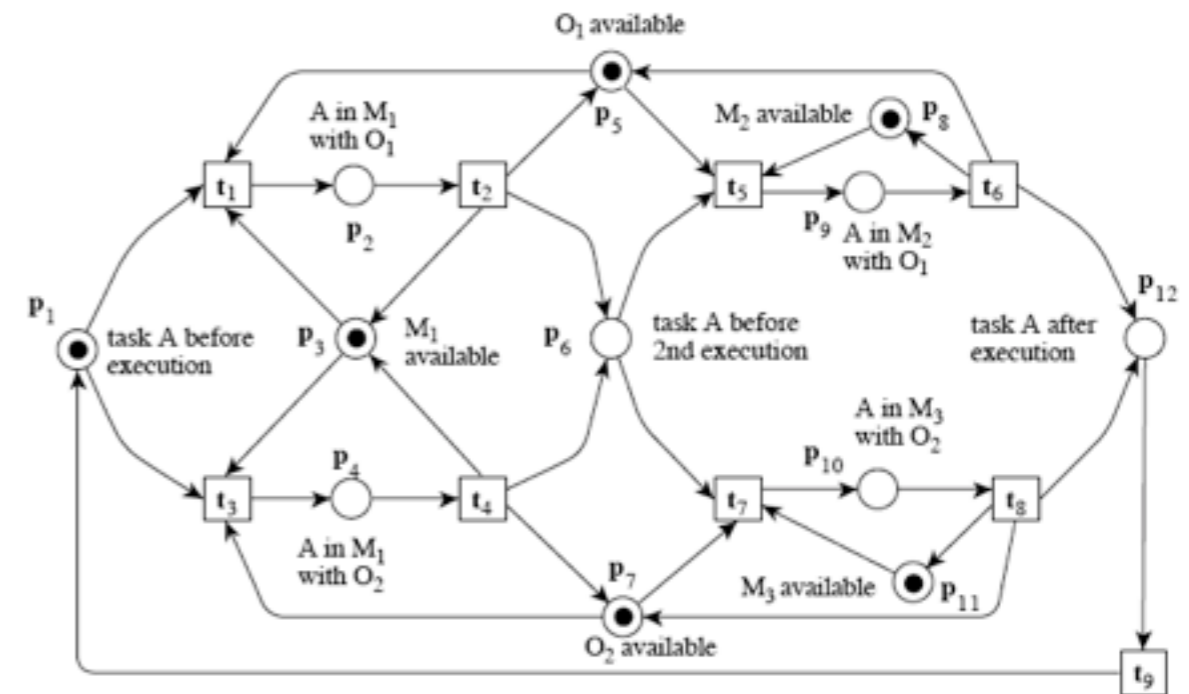 O₁ available
A in M₁
with O₁
p₅
M₂ available
p₈
t₁
t₂
t₅
t₆
p₂
p₉
A in M₂
with O₁
p₁
p₁₂
task A before
execution
p₃
M₁
available
p₆
task A before
2nd execution
task A after
execution
A in M₃
with O₂
p₄
p₁₀
t₃
t₄
t₇
t₈
A in M₁
with O₂
p₇
M₃ available
p₁₁
O₂ available
t₉